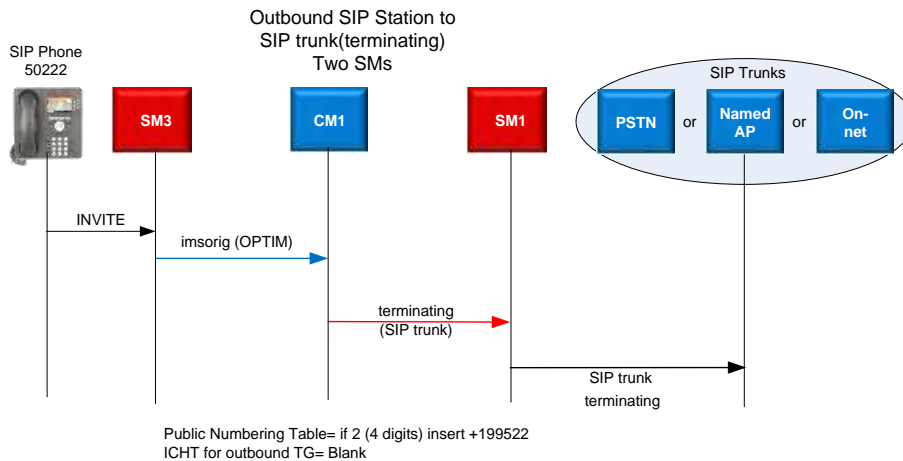 Outbound SIP Station to
SIP trunk(terminating)
Two SMs
SIP Phone
50222
SIP Trunks
SM3
CM1
SM1
PSTN
or
Named
AP
or
On-
net
INVITE
imsorig (OPTIM)
terminating
(SIP trunk)
SIP trunk
terminating
Public Numbering Table= if 2 (4 digits) insert +199522
ICHT for outbound TG= Blank